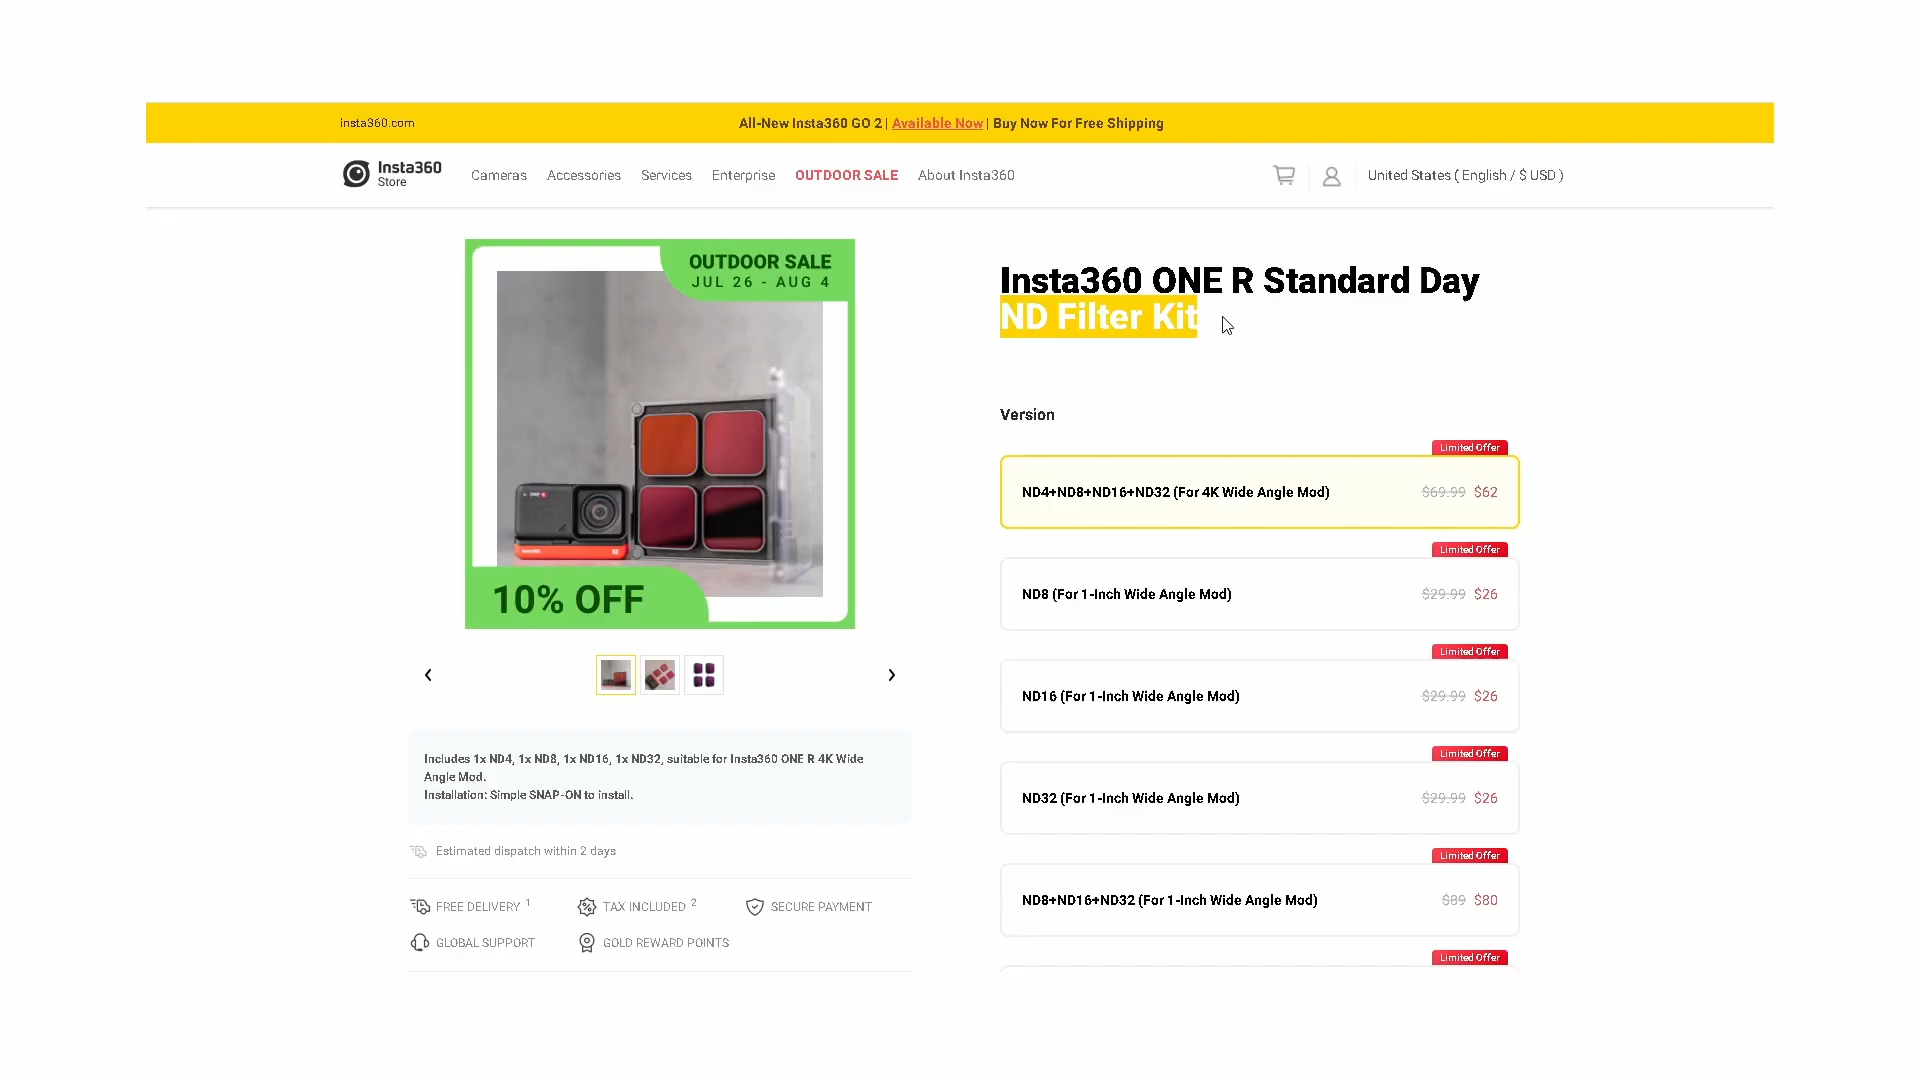 insta360.com
All-New Insta360 GO 2 | Available Now | Buy Now For Free Shipping
Insta360
Store
Cameras
Accessories
Services
Enterprise
OUTDOOR SALE
About Insta360
United States ( English / $ USD )
OUTDOOR SALE
JUL 26 - AUG 4
10% OFF
Includes 1x ND4, 1x ND8, 1x ND16, 1x ND32, suitable for Insta360 ONE R 4K Wide
Angle Mod.
Installation: Simple SNAP-ON to install.
Estimated dispatch within 2 days
FREE DELIVERY 1
TAX INCLUDED 2
SECURE PAYMENT
GLOBAL SUPPORT
GOLD REWARD POINTS
Insta360 ONE R Standard Day
ND Filter Kit
Version
Limited Offer
ND4+ND8+ND16+ND32 (For 4K Wide Angle Mod) $69.99 $62
Limited Offer
ND8 (For 1-Inch Wide Angle Mod) $29.99 $26
Limited Offer
ND16 (For 1-Inch Wide Angle Mod) $29.99 $26
Limited Offer
ND32 (For 1-Inch Wide Angle Mod) $29.99 $26
Limited Offer
ND8+ND16+ND32 (For 1-Inch Wide Angle Mod) $89 $80
Limited Offer